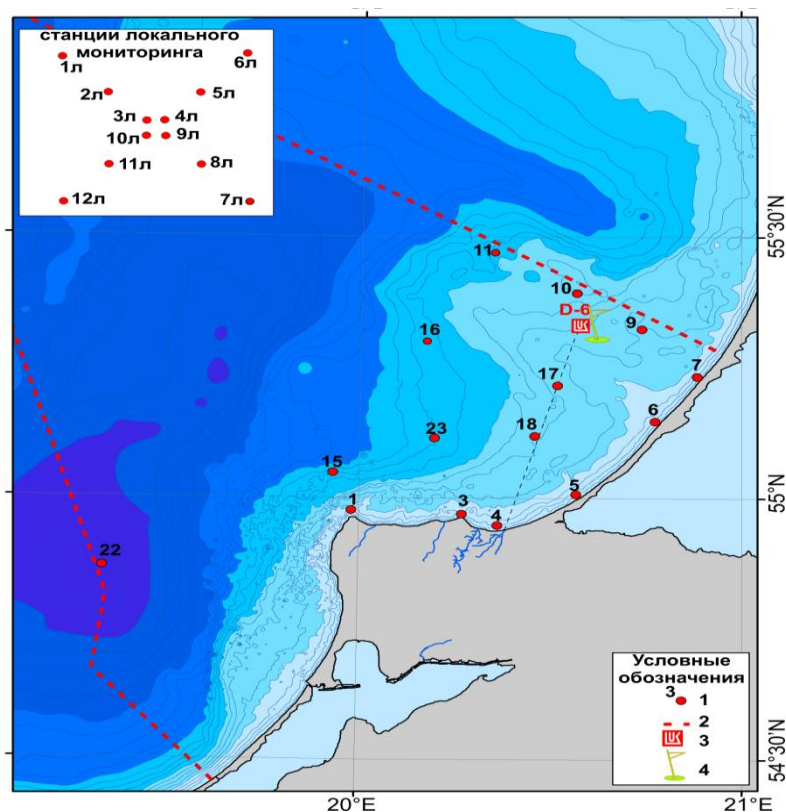 станции локального
мониторинга
1л
6л
2л
5л
3л
4л
10л
9л
11л
8л
12л
7л
55°30'N
11
10
D-6
LUK
9
16
7
17
6
23
18
15
5
55°N
1
3
4
22
Условные
обозначения
3
1
2
LUK
3
4
54°30'N
20°E
21°E